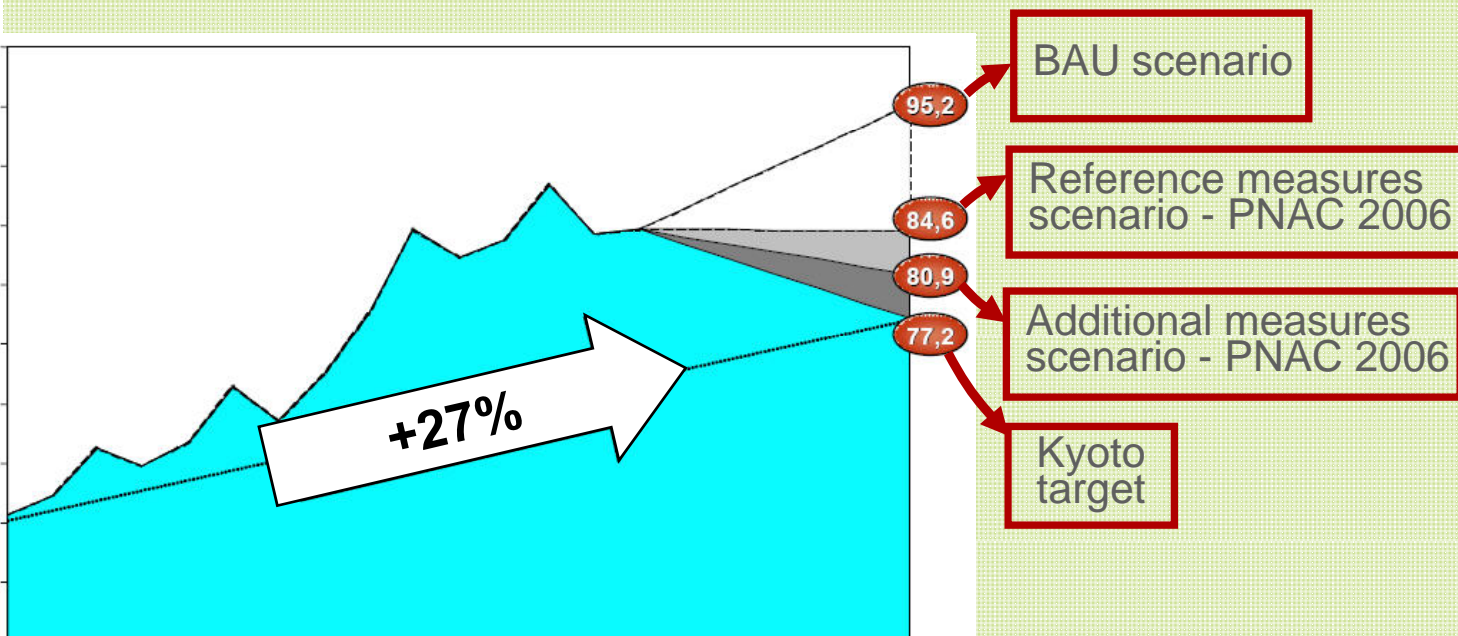 BAU scenario
95,2
Reference measures
scenario - PNAC 2006
84,6
80,9
Additional measures
scenario - PNAC 2006
77,2
+27%
Kyoto
target